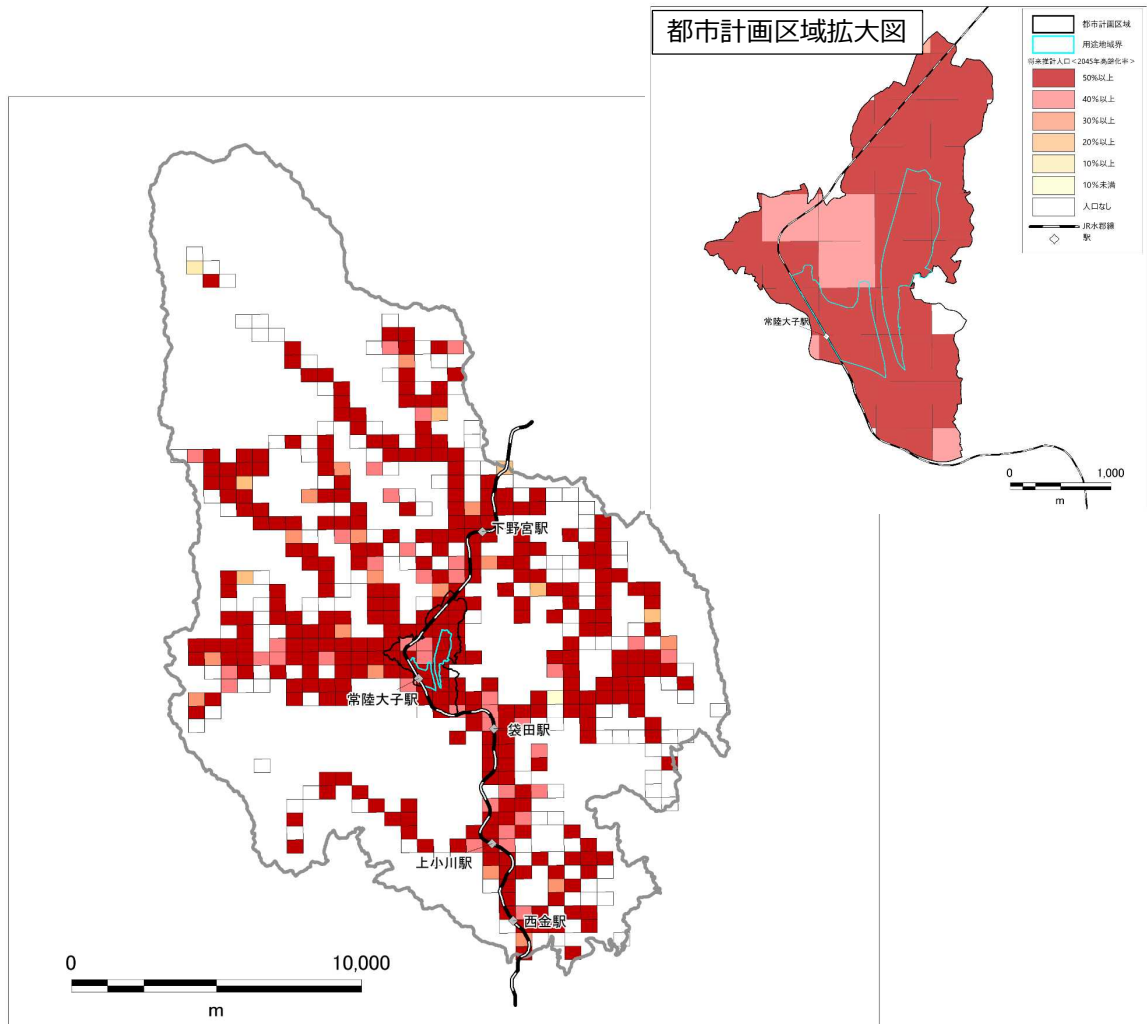 都市計画区域拡大図
都市計画区域
用途地域界
将来推計人口＜2045年高齢化率＞
50%以上
40%以上
30%以上
20%以上
10%以上
10%未満
人口なし
JR水郡線
駅
常陸大子駅
0 1,000
m
下野宮駅
常陸大子駅
袋田駅
上小川駅
西金駅
0 10,000
m